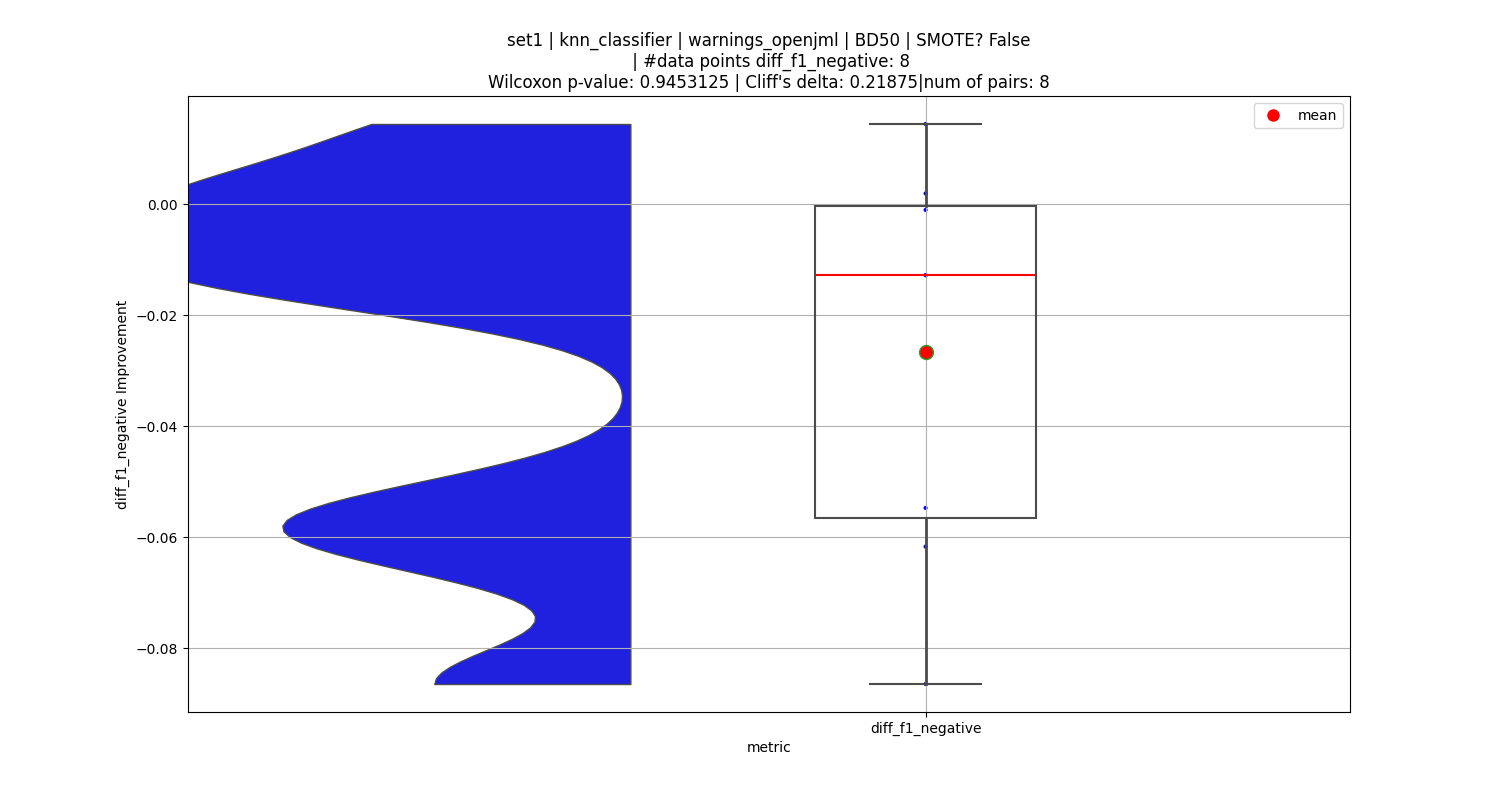 set1 | knn_classifier | warnings_openjml | BD50 | SMOTE? False
| #data points diff_f1_negative: 8
Wilcoxon p-value: 0.9453125 | Cliff's delta: 0.21875|num of pairs: 8
mean
0.00
−0.02
−0.04
−0.06
−0.08
diff_f1_negative Improvement
diff_f1_negative
metric